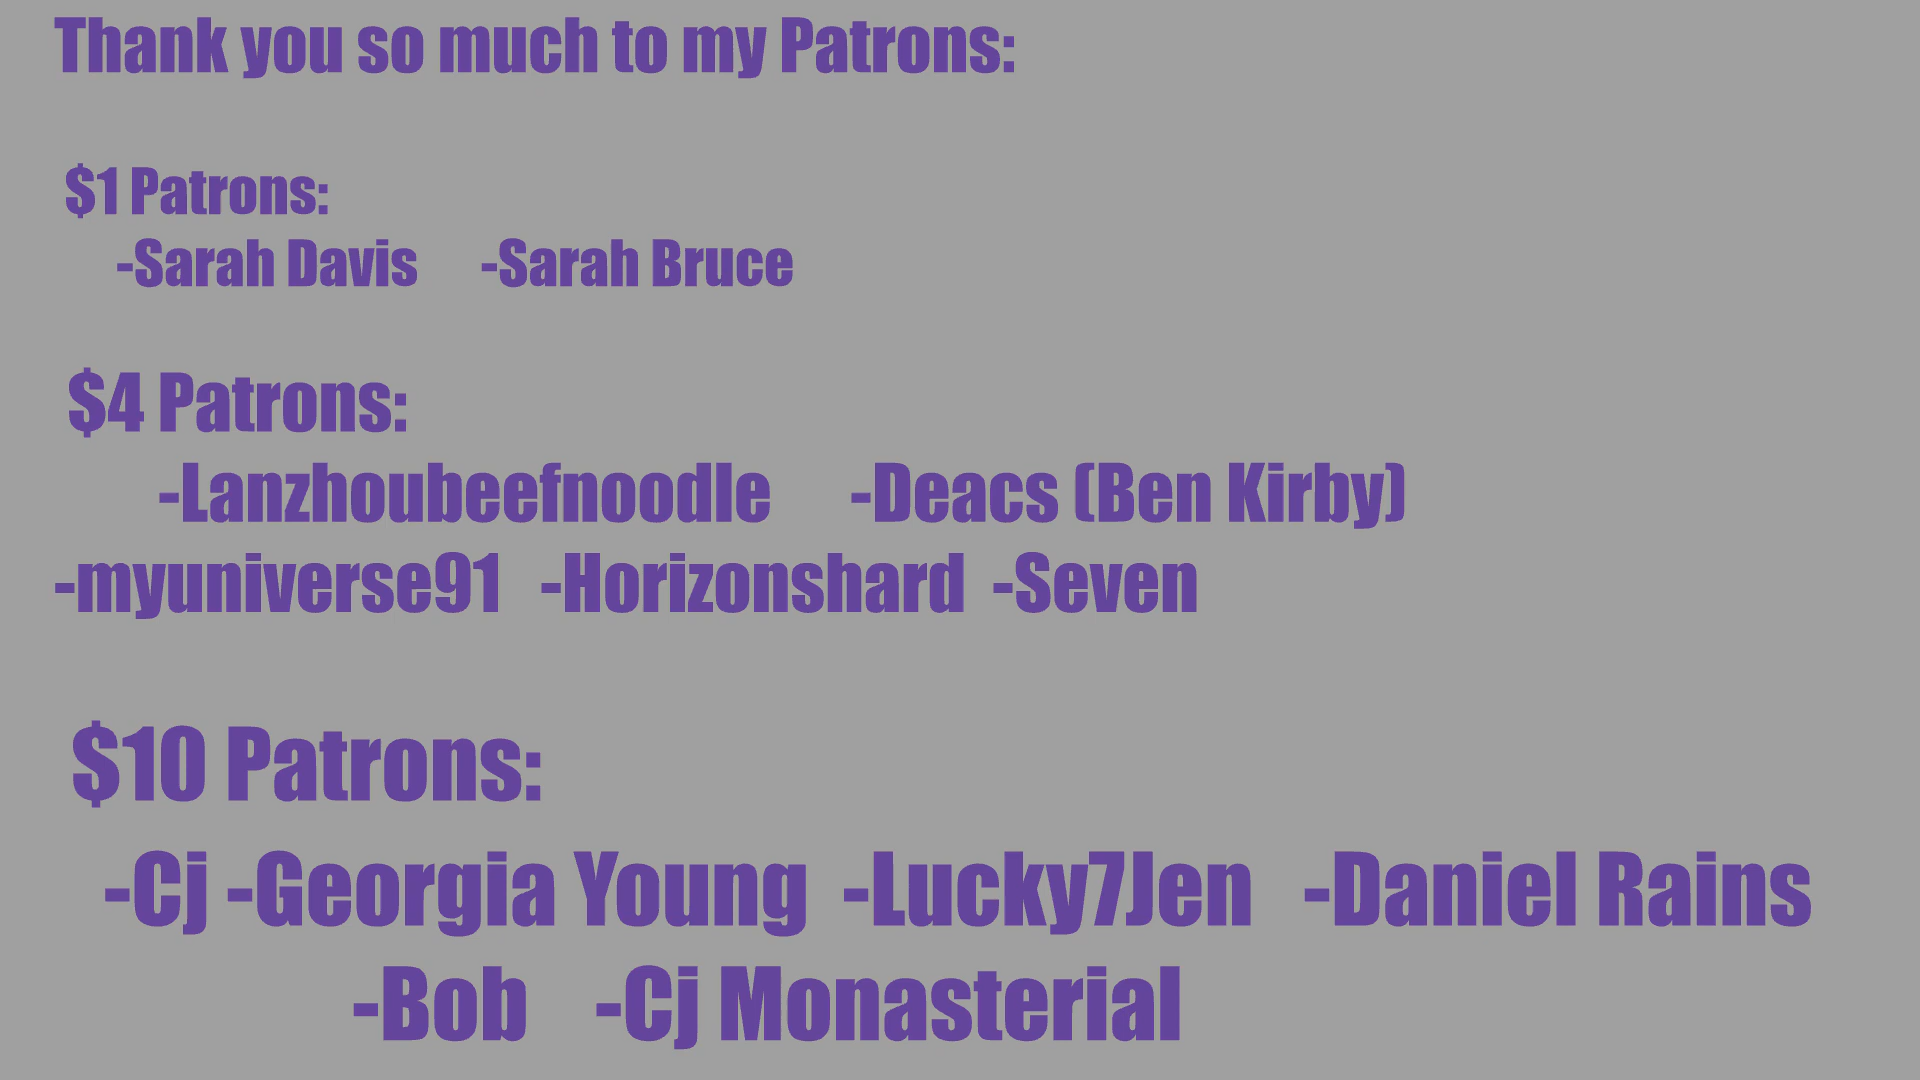 Thank you so much to my Patrons:
$1 Patrons:
-Sarah Davis -Sarah Bruce
$4 Patrons:
-Lanzhoubeefnoodle -Deacs (Ben Kirby)
-myuniverse91 -Horizonshard -Seven
$10 Patrons:
-Cj -Georgia Young -Lucky7Jen -Daniel Rains
-Bob -Cj Monasterial